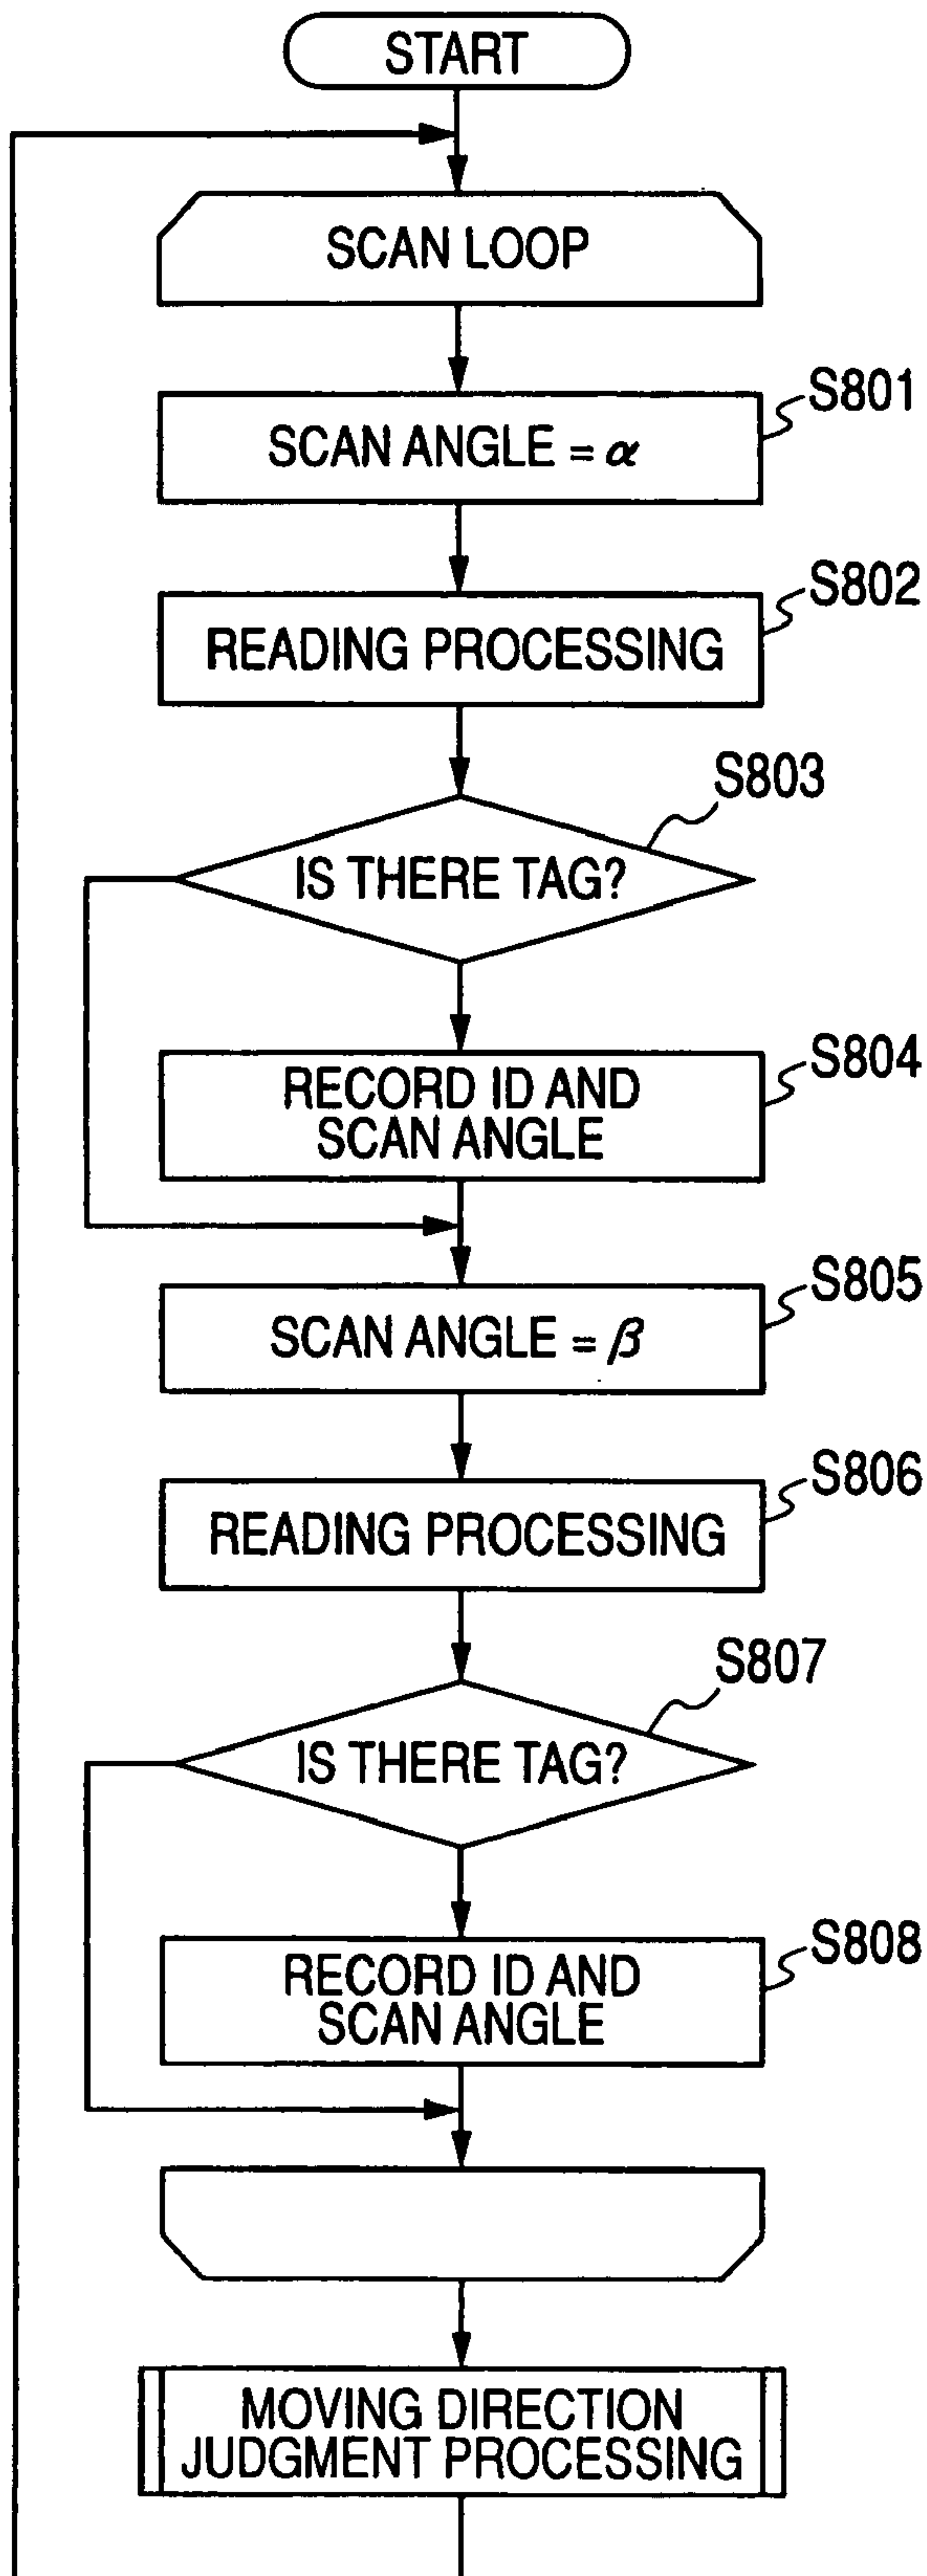 START
SCAN LOOP
S801
SCAN ANGLE = α
S802
READING PROCESSING
S803
IS THERE TAG?
S804
RECORD ID AND
SCAN ANGLE
S805
SCAN ANGLE = β
S806
READING PROCESSING
S807
IS THERE TAG?
S808
RECORD ID AND
SCAN ANGLE
MOVING DIRECTION
JUDGMENT PROCESSING